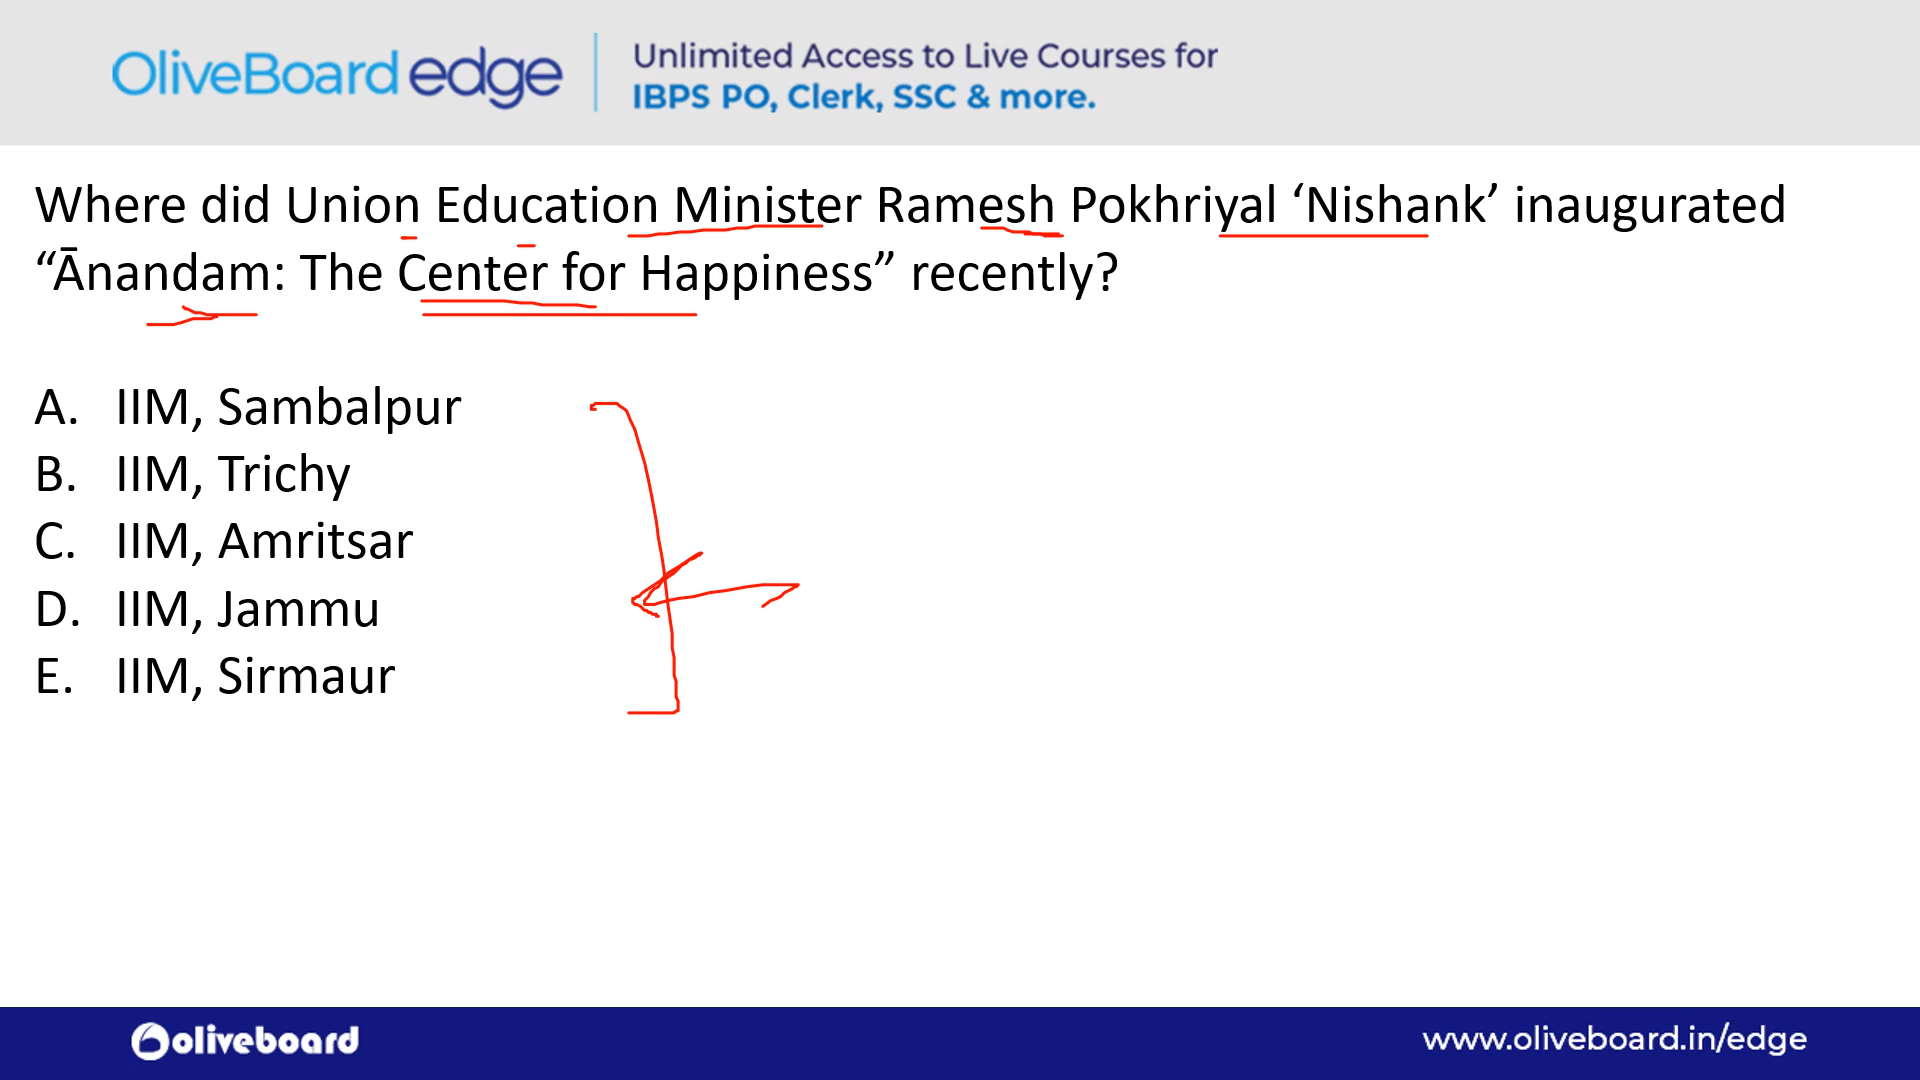 OliveBoard edge
Unlimited Access to Live Courses for
IBPS PO, Clerk, SSC & more.
Where did Union Education Minister Ramesh Pokhriyal ‘Nishank’ inaugurated
“Ānandam: The Center for Happiness” recently?
A. IIM, Sambalpur
B. IIM, Trichy
C. IIM, Amritsar
D. IIM, Jammu
E. IIM, Sirmaur
oliveboard
www.oliveboard.in/edge